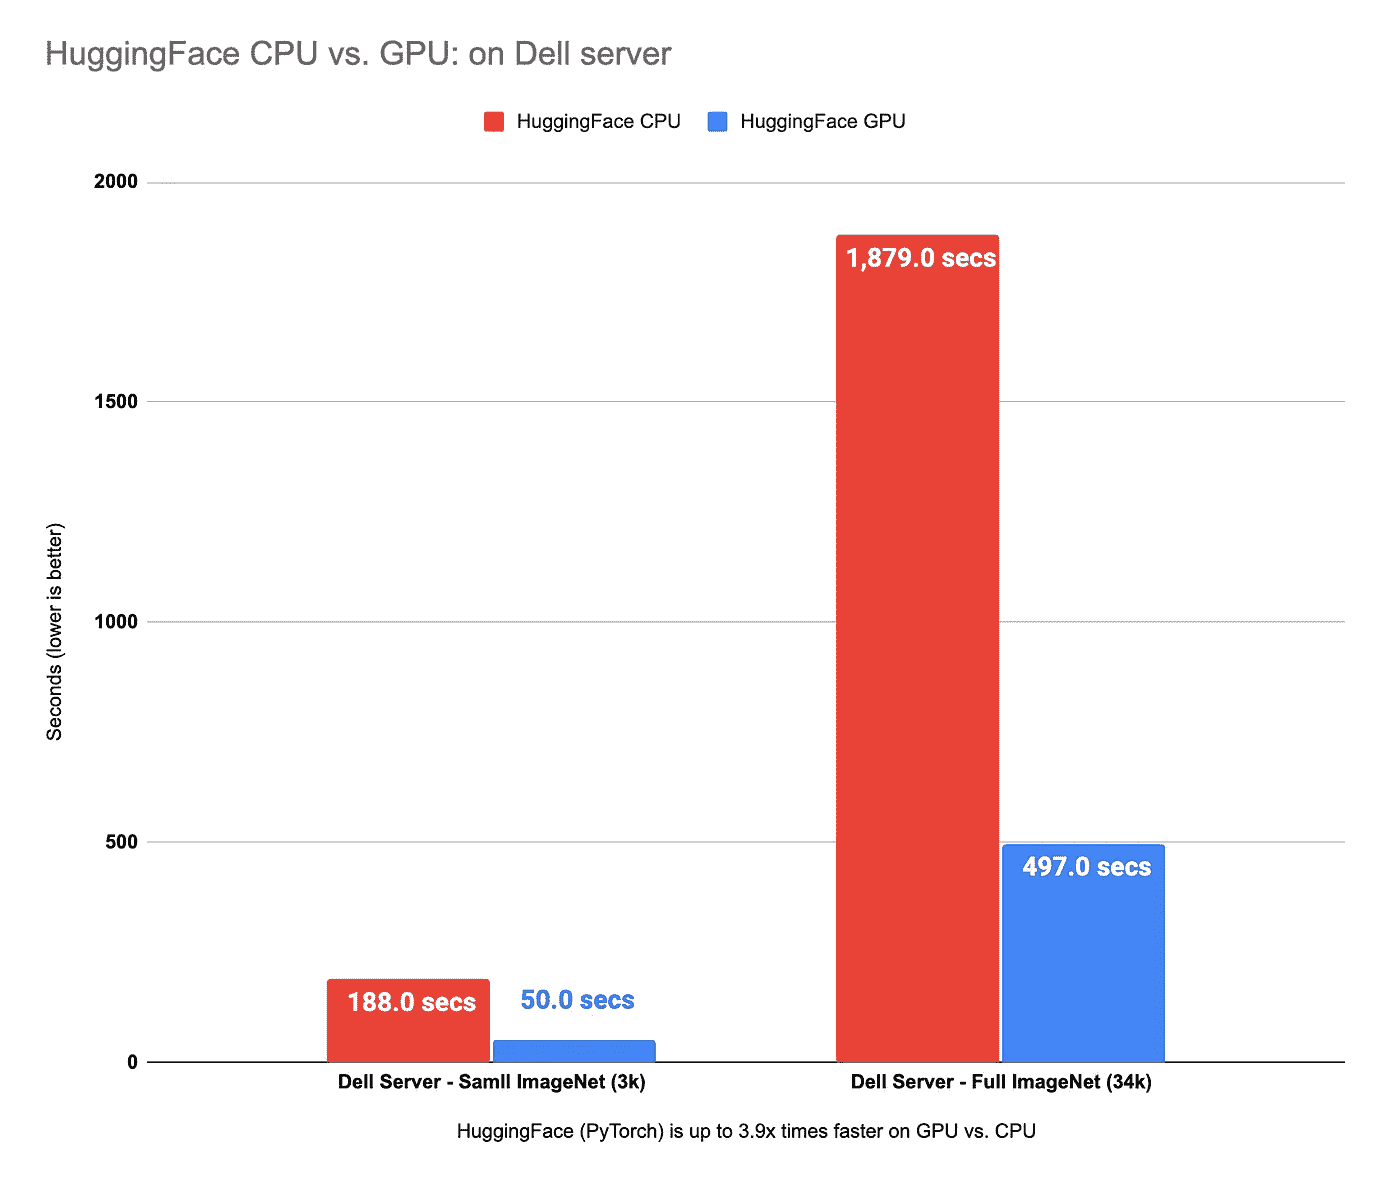 HuggingFace CPU vs. GPU: on Dell server
HuggingFace CPU HuggingFace GPU
2000
1500
1000
500
0
Seconds (lower is better)
188.0 secs
50.0 secs
1,879.0 secs
497.0 secs
Dell Server - Samll ImageNet (3k)
Dell Server - Full ImageNet (34k)
HuggingFace (PyTorch) is up to 3.9x times faster on GPU vs. CPU